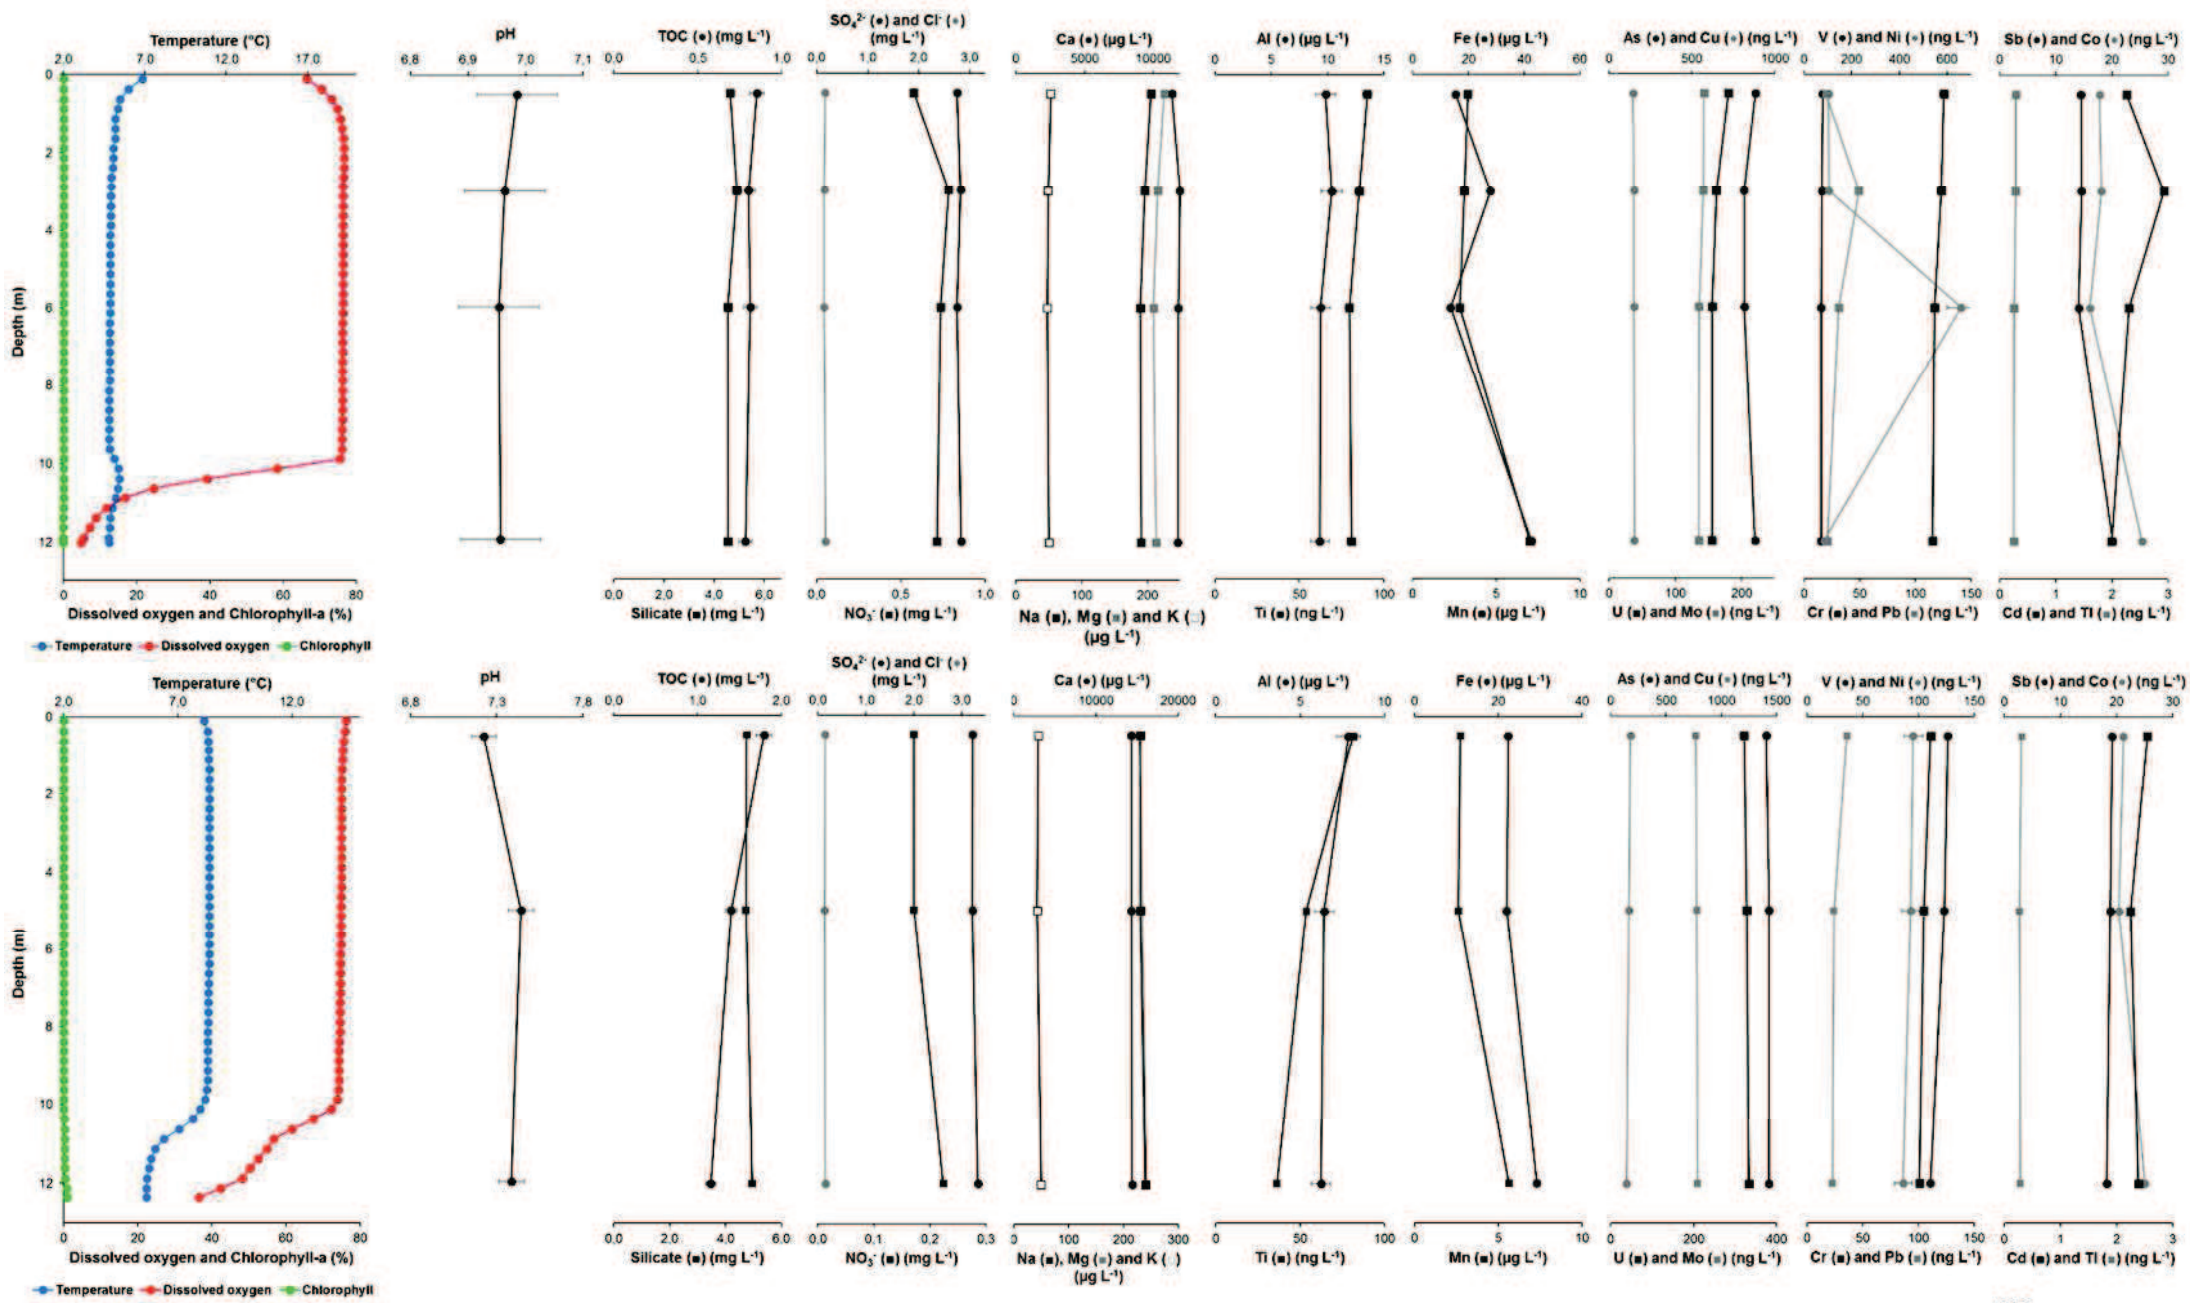 SO₄²⁻ (●) and Cl⁻ (●)
Temperature (°C) pH TOC (●) (mg L⁻¹) (mg L⁻¹) Ca (●) (µg L⁻¹) Al (●) (µg L⁻¹) Fe (●) (µg L⁻¹) As (●) and Cu (●) (ng L⁻¹) V (●) and Ni (●) (ng L⁻¹) Sb (●) and Co (●) (ng L⁻¹)
2.0 7.0 12.0 17.0 6,8 6,9 7,0 7,1 0,0 0,5 1,0 0,0 1,0 2,0 3,0 0 5000 10000 0 5 10 15 0 20 40 60 0 500 1000 0 200 400 600 0 10 20 30
0
2
4
6
8
10
12
Depth (m)
0 20 40 60 80 0,0 2,0 4,0 6,0 0,0 0,5 1,0 0 100 200 0 50 100 0 5 10 0 100 200 0 50 100 150 0 1 2 3
Dissolved oxygen and Chlorophyll-a (%) Silicate (■) (mg L⁻¹) NO₃⁻ (■) (mg L⁻¹) Na (■), Mg (■) and K (□) Ti (■) (ng L⁻¹) Mn (■) (µg L⁻¹) U (■) and Mo (■) (ng L⁻¹) Cr (■) and Pb (■) (ng L⁻¹) Cd (■) and Tl (■) (ng L⁻¹)
(µg L⁻¹)
Temperature Dissolved oxygen Chlorophyll
SO₄²⁻ (●) and Cl⁻ (●)
Temperature (°C) pH TOC (●) (mg L⁻¹) (mg L⁻¹) Ca (●) (µg L⁻¹) Al (●) (µg L⁻¹) Fe (●) (µg L⁻¹) As (●) and Cu (●) (ng L⁻¹) V (●) and Ni (●) (ng L⁻¹) Sb (●) and Co (●) (ng L⁻¹)
2.0 7.0 12.0 6,8 7,3 7,8 0,0 1,0 2,0 0,0 1,0 2,0 3,0 0 10000 20000 0 5 10 0 20 40 0 500 1000 1500 0 50 100 150 0 10 20 30
0
2
4
6
8
10
12
Depth (m)
0 20 40 60 80 0,0 2,0 4,0 6,0 0,0 0,1 0,2 0,3 0 100 200 300 0 50 100 0 5 10 0 200 400 0 50 100 150 0 1 2 3
Dissolved oxygen and Chlorophyll-a (%) Silicate (■) (mg L⁻¹) NO₃⁻ (■) (mg L⁻¹) Na (■), Mg (■) and K (□) Ti (■) (ng L⁻¹) Mn (■) (µg L⁻¹) U (■) and Mo (■) (ng L⁻¹) Cr (■) and Pb (■) (ng L⁻¹) Cd (■) and Tl (■) (ng L⁻¹)
(µg L⁻¹)
Temperature Dissolved oxygen Chlorophyll